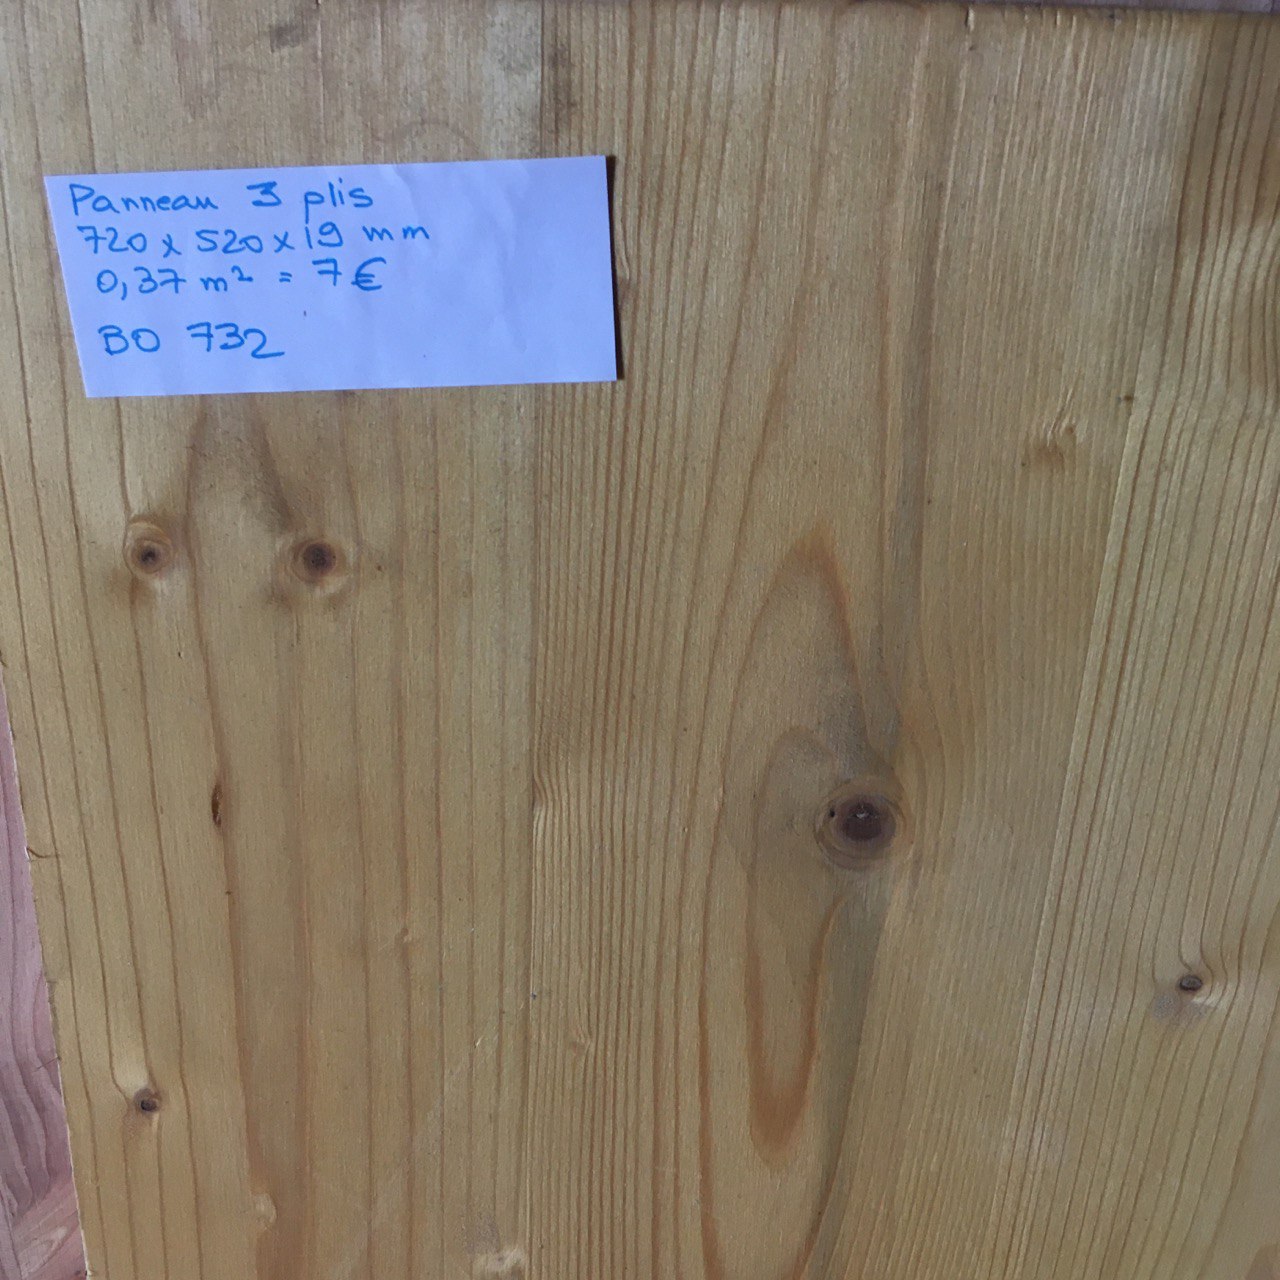 Panneau 3 plis
720 x 520 x 19 mm
0,37 m² = 7€
BO 732